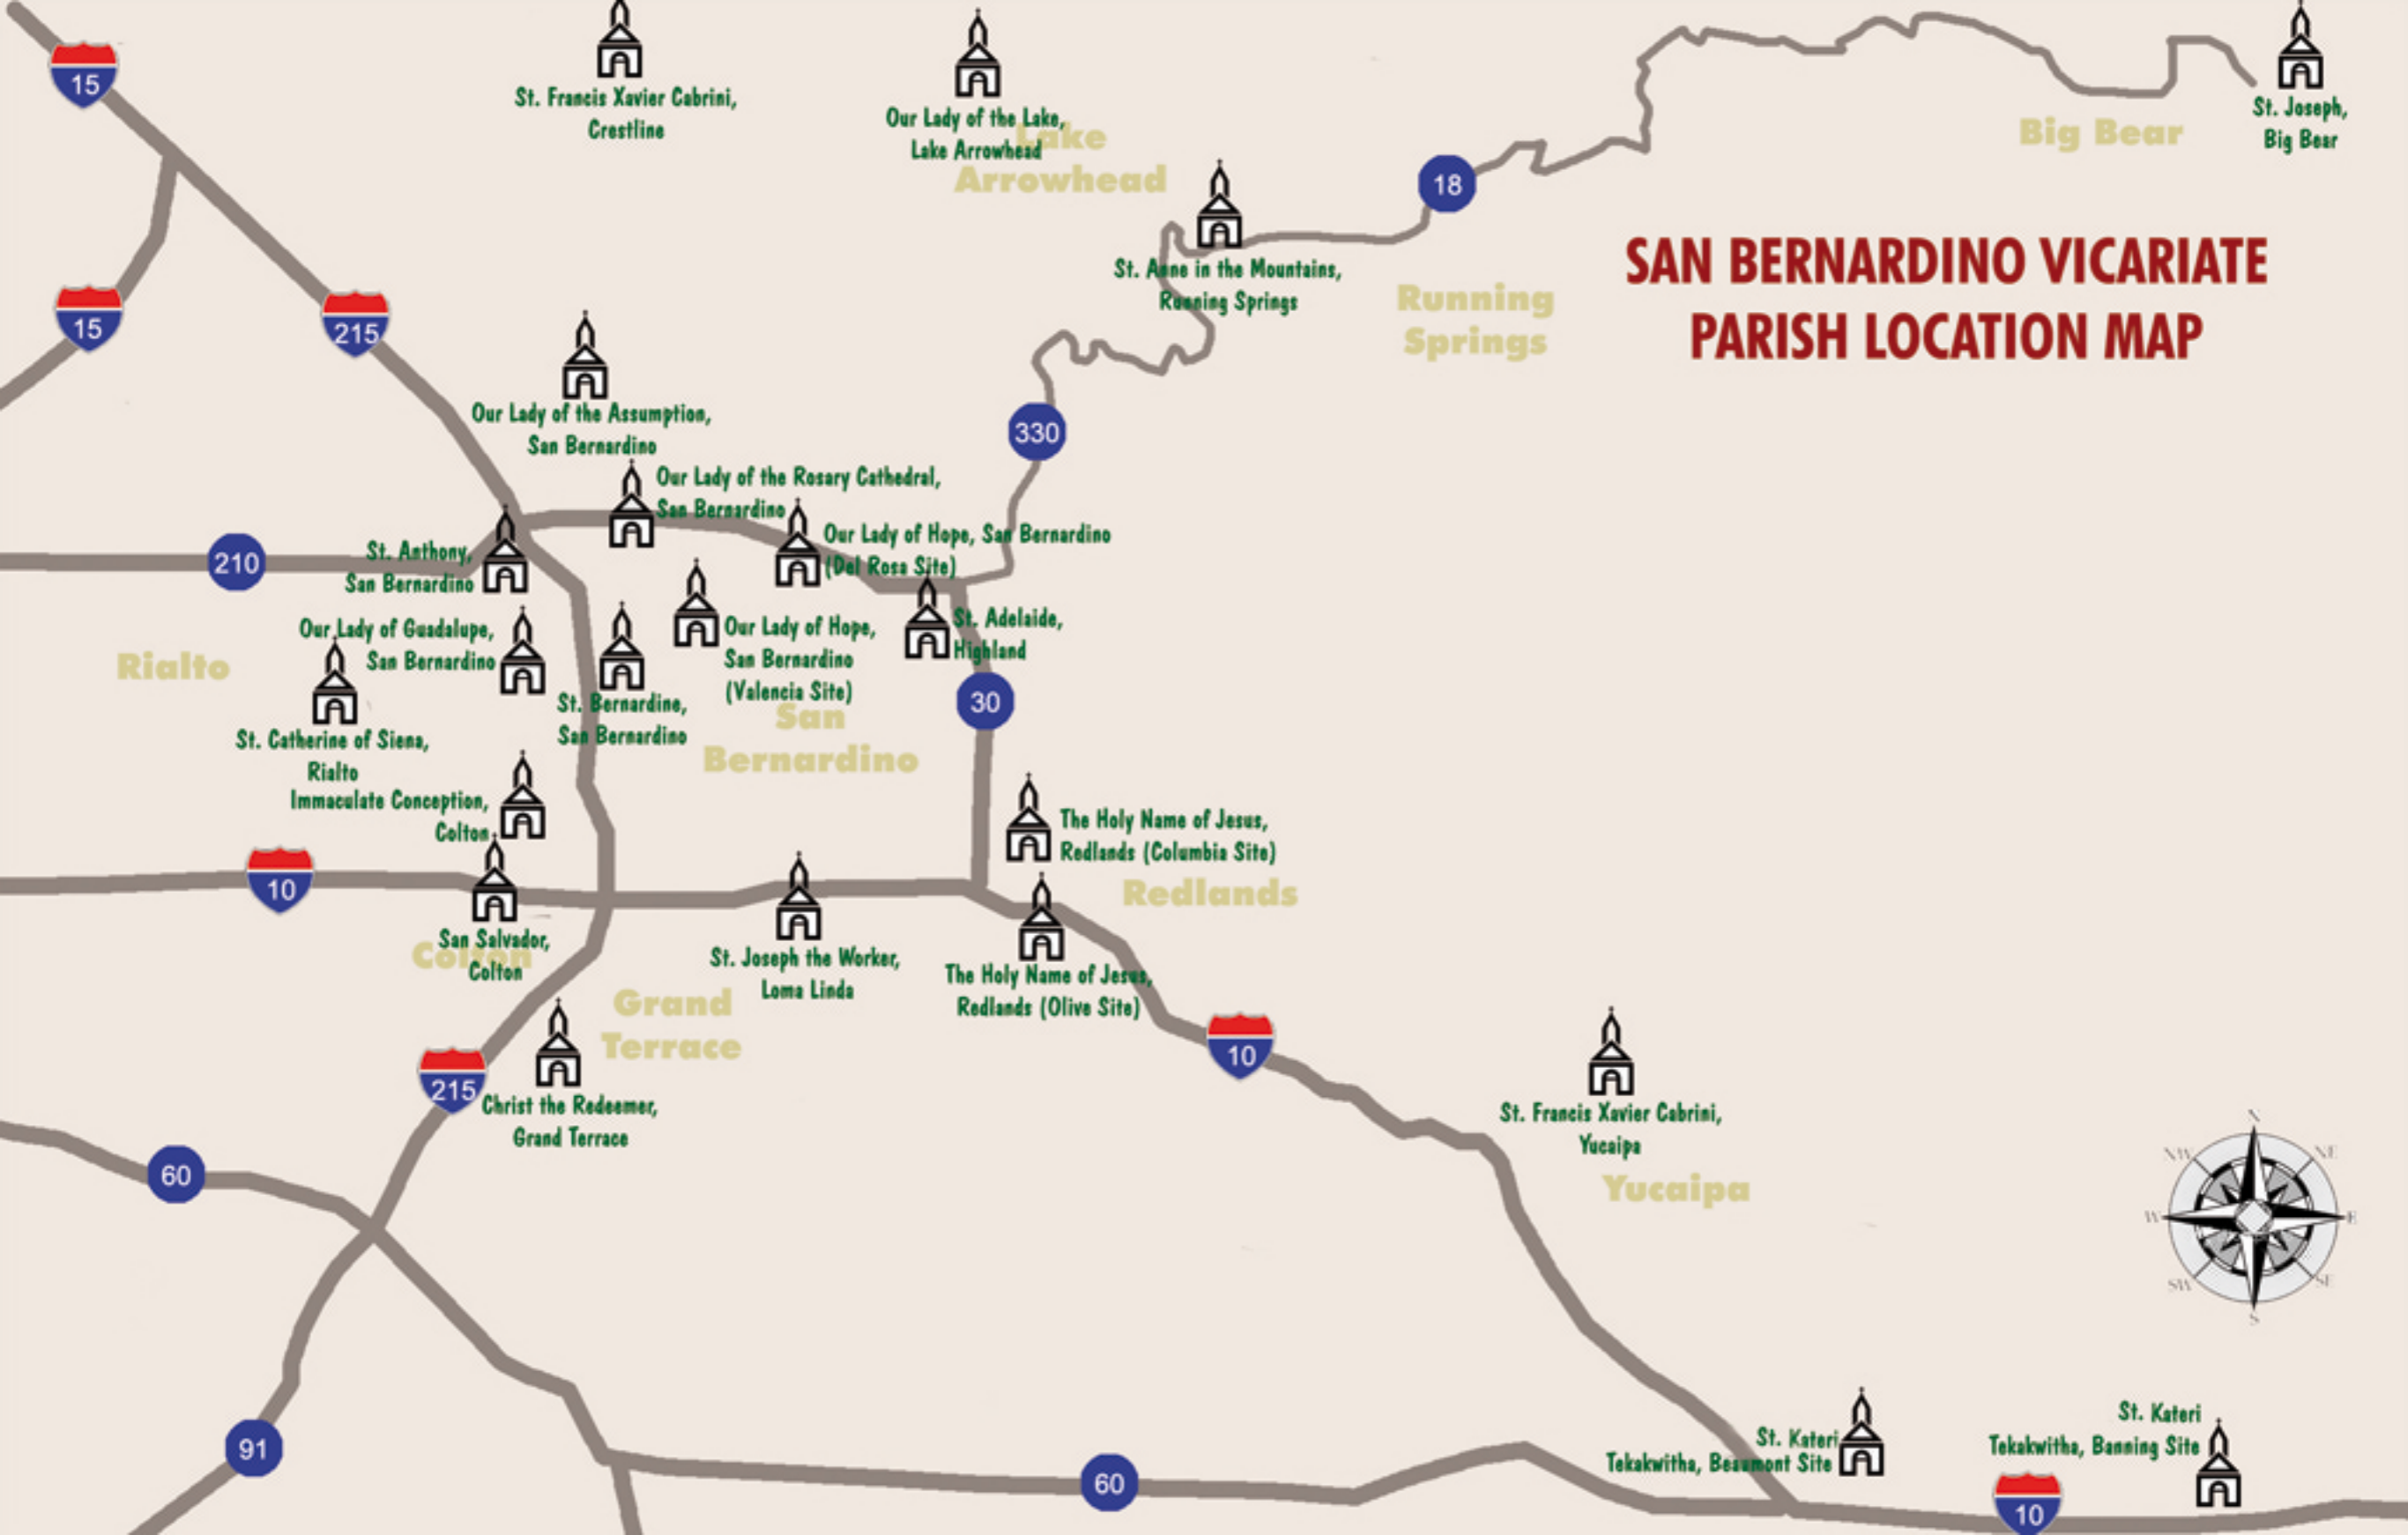 15
St. Francis Xavier Cabrini,
Crestline
Our Lady of the Lake,
Lake Arrowhead
Lake
Arrowhead
St. Joseph,
Big Bear
Big Bear
18
SAN BERNARDINO VICARIATE
PARISH LOCATION MAP
St. Anne in the Mountains,
Running Springs
Running
Springs
15
215
Our Lady of the Assumption,
San Bernardino
330
Our Lady of the Rosary Cathedral,
San Bernardino
Our Lady of Hope, San Bernardino
(Del Rosa Site)
210
St. Anthony,
San Bernardino
Our Lady of Guadalupe,
San Bernardino
Rialto
St. Adelaide,
Highland
Our Lady of Hope,
San Bernardino
(Valencia Site)
St. Bernardine,
San Bernardino
San
Bernardino
30
St. Catherine of Siena,
Rialto
Immaculate Conception,
Colton
The Holy Name of Jesus,
Redlands (Columbia Site)
10
Redlands
San Salvador,
Colton
Colton
St. Joseph the Worker,
Loma Linda
The Holy Name of Jesus,
Redlands (Olive Site)
Grand
Terrace
10
215
Christ the Redeemer,
Grand Terrace
St. Francis Xavier Cabrini,
Yucaipa
Yucaipa
60
N
NW
NE
W
E
SW
SE
S
91
60
St. Kateri
Tekakwitha, Beaumont Site
St. Kateri
Tekakwitha, Banning Site
10